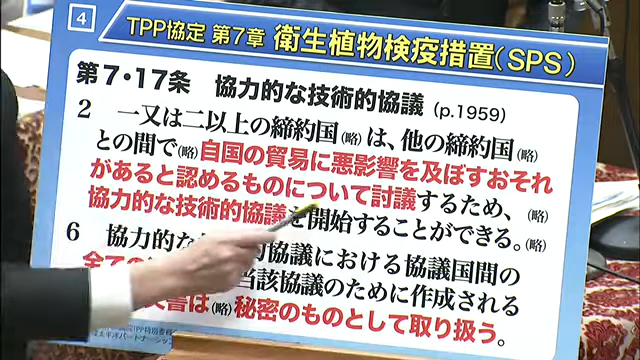 4
TPP協定 第7章 衛生植物検疫措置(SPS)
第7・17条 協力的な技術的協議 (p.1959)
2 一又は二以上の締約国(略)は、他の締約国(略)
との間で(略)自国の貿易に悪影響を及ぼすおそれ
があると認めるものについて討議するため、(略)
協力的な技術的協議を開始することができる。(略)
6 協力的な 的協議における協議国間の
全ての 当該協議のために作成される
文書は(略)秘密のものとして取り扱う。